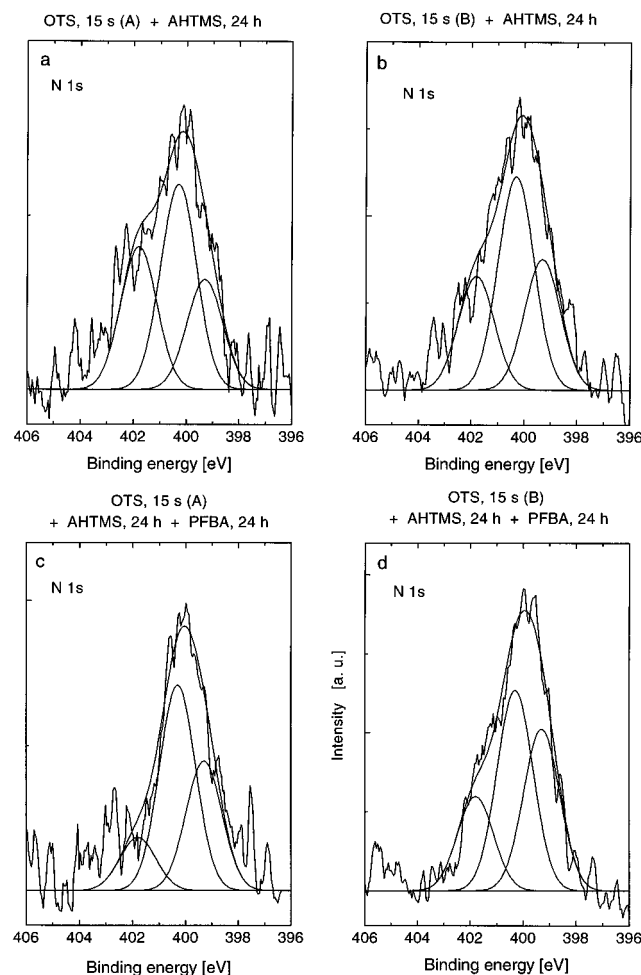 OTS, 15 s (A) + AHTMS, 24 h
a
N 1s
406 404 402 400 398 396
Binding energy [eV]
OTS, 15 s (B) + AHTMS, 24 h
b
N 1s
406 404 402 400 398 396
Binding energy [eV]
OTS, 15 s (A)
+ AHTMS, 24 h + PFBA, 24 h
c
N 1s
406 404 402 400 398 396
Binding energy [eV]
OTS, 15 s (B)
+ AHTMS, 24 h + PFBA, 24 h
d
N 1s
Intensity [a. u.]
406 404 402 400 398 396
Binding energy [eV]